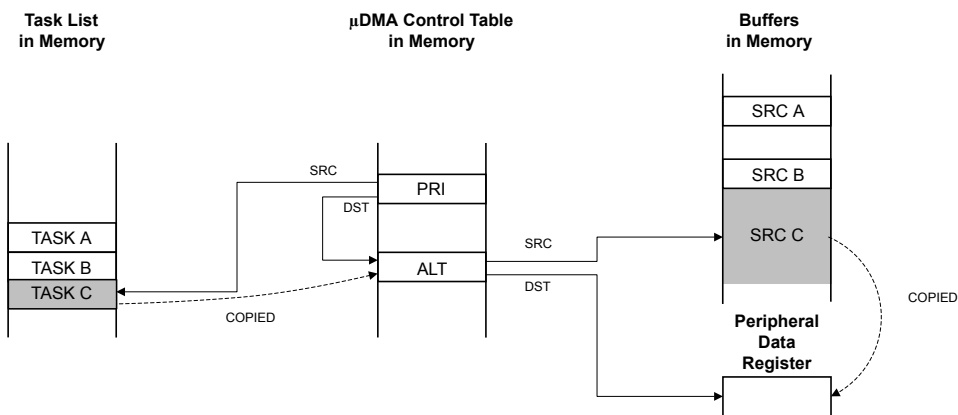 Task List
in Memory
μDMA Control Table
in Memory
Buffers
in Memory
SRC A
SRC B
SRC C
SRC
PRI
DST
TASK A
TASK B
TASK C
ALT
SRC
DST
COPIED
COPIED
Peripheral
Data
Register